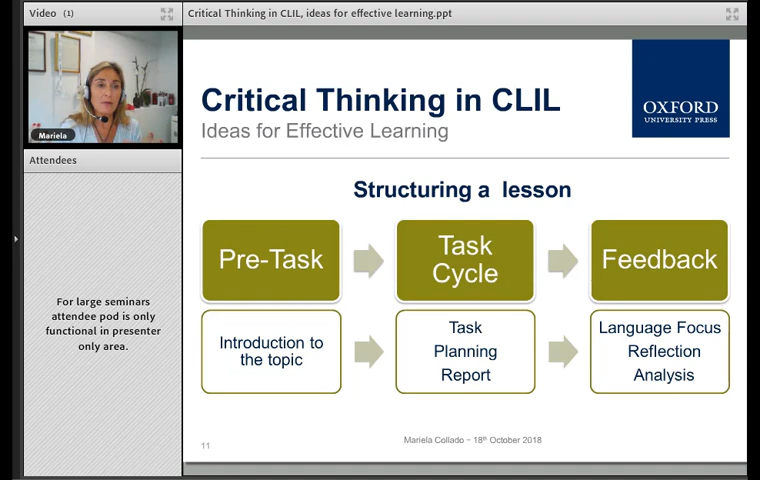 Video (1)
Critical Thinking in CLIL, ideas for effective learning.ppt
Mariela
Attendees
For large seminars
attendee pod is only
functional in presenter
only area.
Critical Thinking in CLIL
Ideas for Effective Learning
OXFORD
UNIVERSITY PRESS
Structuring a lesson
Pre-Task
Task
Cycle
Feedback
Introduction to
the topic
Task
Planning
Report
Language Focus
Reflection
Analysis
11
Mariela Collado – 18th October 2018